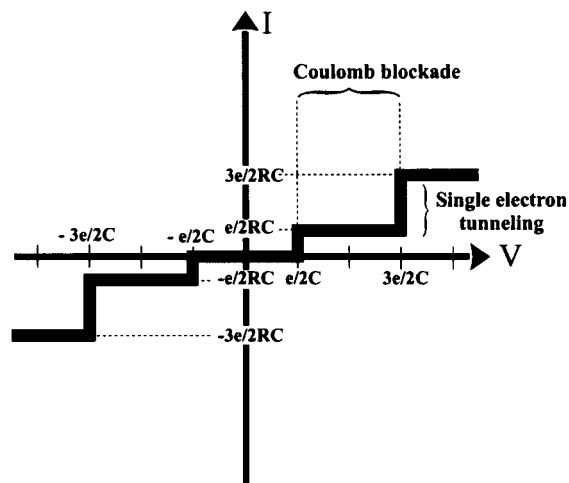 I
Coulomb blockade
3e/2RC
Single electron
tunneling
e/2RC
- 3e/2C
- e/2C
V
-e/2RC
e/2C
3e/2C
-3e/2RC